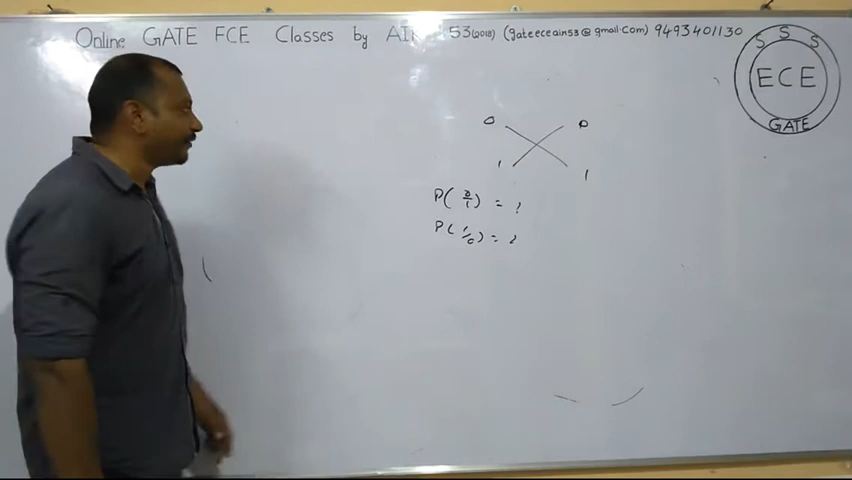 Online GATE ECE Classes by AIR 53(2018) (gateeceair53@gmail.com) 9493401130
S S S
ECE
GATE
0 0
1 1
P(0/1) = ?
P(1/0) = ?